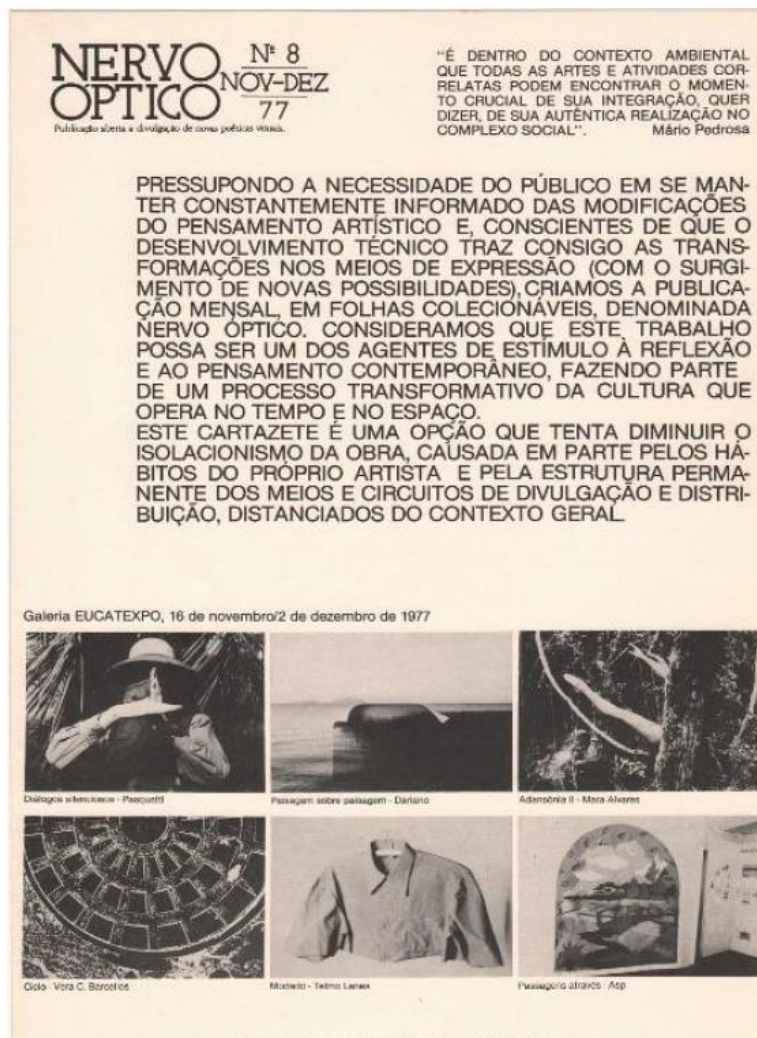 NERVO
OPTICO
Nº 8
NOV-DEZ
77
Publicação aberta a divulgação de novas poéticas visuais.
"É DENTRO DO CONTEXTO AMBIENTAL
QUE TODAS AS ARTES E ATIVIDADES COR-
RELATAS PODEM ENCONTRAR O MOMEN-
TO CRUCIAL DE SUA INTEGRAÇÃO, QUER
DIZER, DE SUA AUTÊNTICA REALIZAÇÃO NO
COMPLEXO SOCIAL". Mário Pedrosa
PRESSUPONDO A NECESSIDADE DO PÚBLICO EM SE MAN-
TER CONSTANTEMENTE INFORMADO DAS MODIFICAÇÕES
DO PENSAMENTO ARTÍSTICO E, CONSCIENTES DE QUE O
DESENVOLVIMENTO TÉCNICO TRAZ CONSIGO AS TRANS-
FORMAÇÕES NOS MEIOS DE EXPRESSÃO (COM O SURGI-
MENTO DE NOVAS POSSIBILIDADES), CRIAMOS A PUBLICA-
ÇÃO MENSAL, EM FOLHAS COLECIONÁVEIS, DENOMINADA
NERVO ÓPTICO. CONSIDERAMOS QUE ESTE TRABALHO
POSSA SER UM DOS AGENTES DE ESTÍMULO À REFLEXÃO
E AO PENSAMENTO CONTEMPORÂNEO, FAZENDO PARTE
DE UM PROCESSO TRANSFORMATIVO DA CULTURA QUE
OPERA NO TEMPO E NO ESPAÇO.
ESTE CARTAZETE É UMA OPÇÃO QUE TENTA DIMINUIR O
ISOLACIONISMO DA OBRA, CAUSADA EM PARTE PELOS HÁ-
BITOS DO PRÓPRIO ARTISTA E PELA ESTRUTURA PERMA-
NENTE DOS MEIOS E CIRCUITOS DE DIVULGAÇÃO E DISTRI-
BUIÇÃO, DISTANCIADOS DO CONTEXTO GERAL.
Galeria EUCATEXPO, 16 de novembro/2 de dezembro de 1977
Diálogos silenciosos - Pasquetti
Paisagem sobre paisagem - Dariano
Adansônia II - Mara Alvares
Ciclo - Vera C. Barcellos
Telmo Lanes
Passagens através - Asp